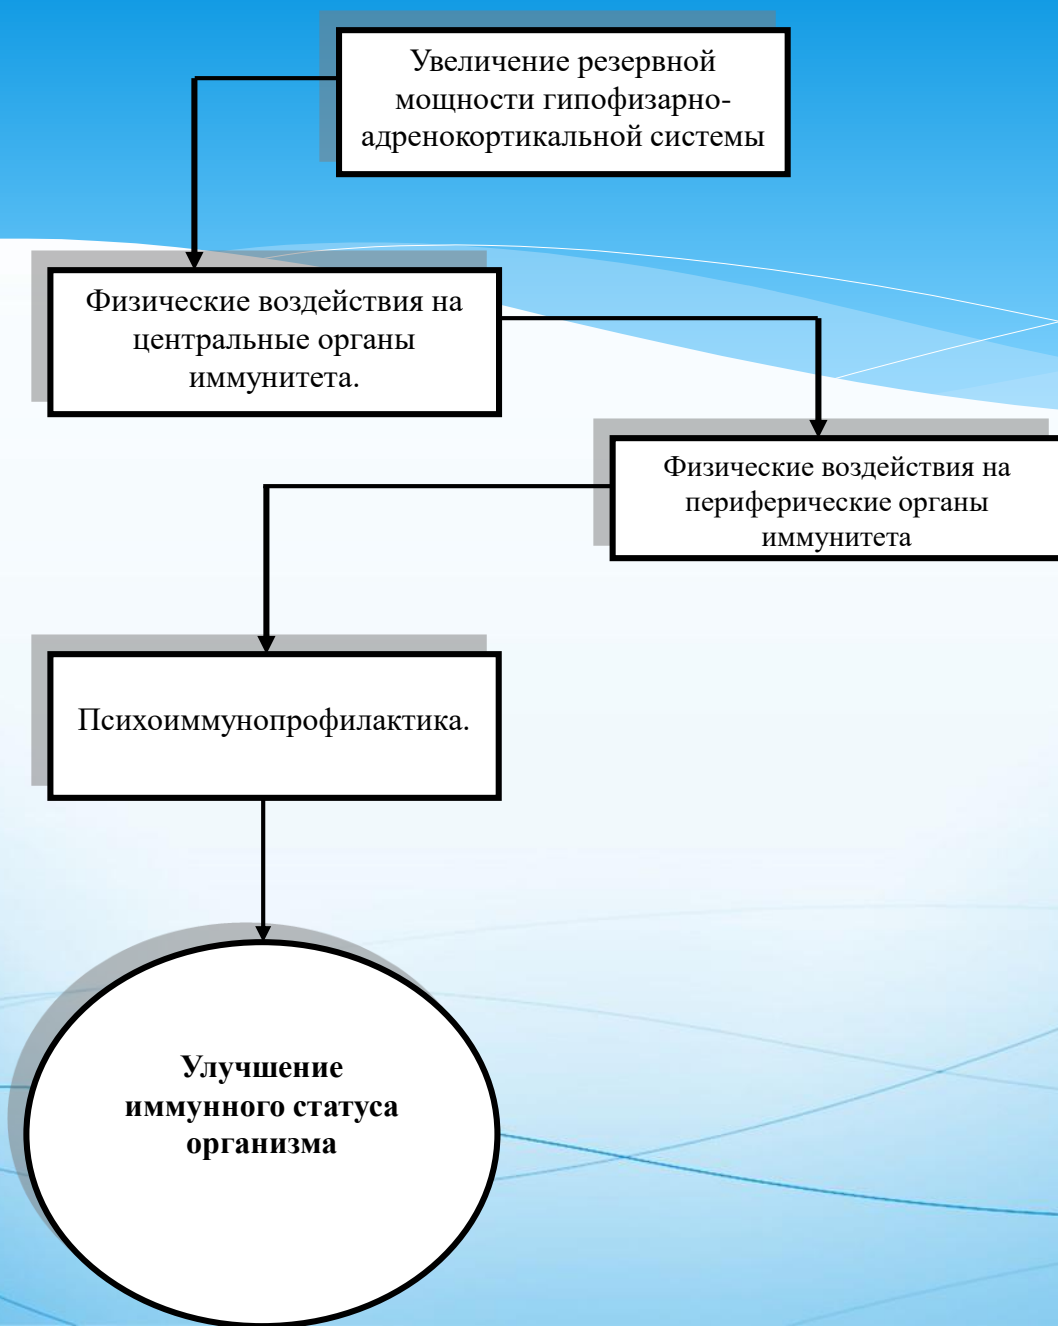 Увеличение резервной
мощности гипофизарно-
адренокортикальной системы
Физические воздействия на
центральные органы
иммунитета.
Физические воздействия на
периферические органы
иммунитета
Психоиммунопрофилактика.
Улучшение
иммунного статуса
организма